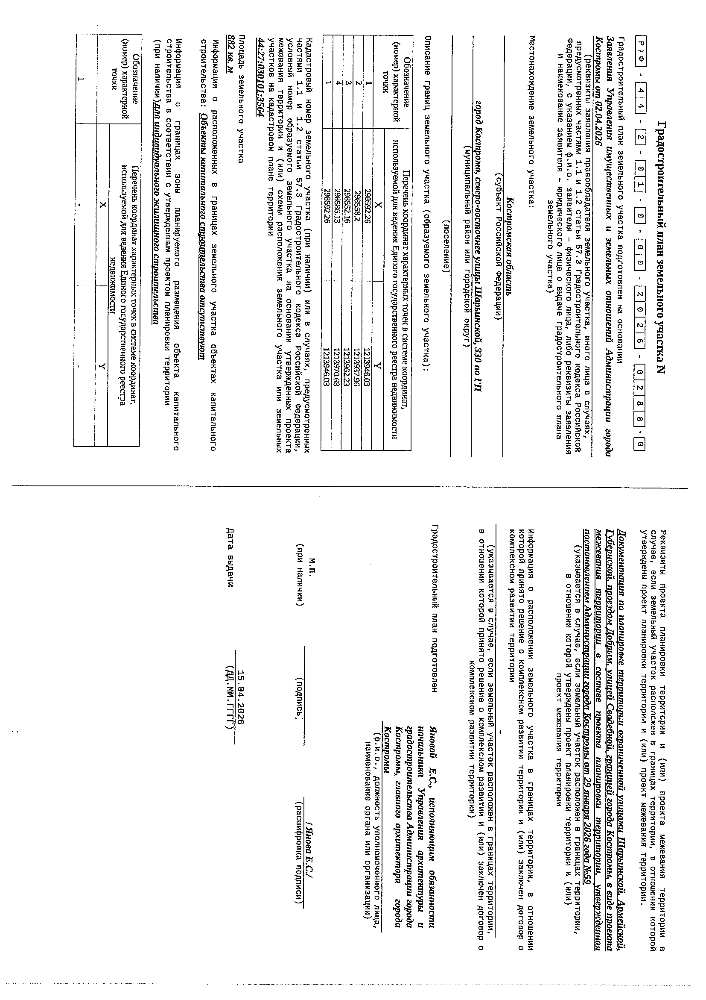 Градостроительный план земельного участка N
РФ-44-2-01-0-00-2026-0288-0
Градостроительный план земельного участка подготовлен на основании
Заявления Управления имущественных и земельных отношений Администрации города
Костромы от 02.04.2026
(реквизиты заявления правообладателя земельного участка, иного лица в случаях,
предусмотренных частями 1.1 и 1.2 статьи 57.3 Градостроительного кодекса Российской
Федерации, с указанием ф.и.о. заявителя – физического лица, либо реквизиты заявления
и наименование заявителя – юридического лица о выдаче градостроительного плана
земельного участка)
Местонахождение земельного участка:
Костромская область
(субъект Российской Федерации)
город Кострома, северо-восточнее улицы Шарьинской, 330 по ГП
(муниципальный район или городской округ)
(поселение)
Описание границ земельного участка (образуемого земельного участка):
Обозначение (номер) характерной точки
Перечень координат характерных точек в системе координат,
используемой для ведения Единого государственного реестра недвижимости
X Y
1 298592.26 1213946.03
2 298558.2 1213937.96
3 298552.16 1213962.23
4 298586.13 1213970.68
1 298592.26 1213946.03
Кадастровый номер земельного участка (при наличии) или в случаях, предусмотренных
частями 1.1 и 1.2 статьи 57.3 Градостроительного кодекса Российской Федерации,
условный номер образуемого земельного участка на основании утвержденных проекта
межевания территории и (или) схемы расположения земельного участка или земельных
участков на кадастровом плане территории
44:27:030101:3564
Площадь земельного участка
882 кв. м
Информация о расположенных в границах земельного участка объектах капитального
строительства: Объекты капитального строительства отсутствуют
Информация о границах зоны планируемого размещения объекта капитального
строительства в соответствии с утвержденным проектом планировки территории
(при наличии)Для индивидуального жилищного строительства
Обозначение (номер) характерной точки
Перечень координат характерных точек в системе координат,
используемой для ведения Единого государственного реестра
недвижимости
X Y
1 - -
Реквизиты проекта планировки территории и (или) проекта межевания территории в
случае, если земельный участок расположен в границах территории, в отношении которой
утверждены проект планировки территории и (или) проект межевания территории.
Документация по планировке территории ограниченной улицами Шарьинской, Армейской,
Губернской, проездом Добрым, улицей Свадебной, границей города Костромы, в виде проекта
межевания территории в составе проекта планировки территории, утвержденная
постановлением Администрации города Костромы от 29 января 2026 года №59
(указывается в случае, если земельный участок расположен в границах территории,
в отношении которой утверждены проект планировки территории и (или)
проект межевания территории
Информация о расположении земельного участка в границах территории, в отношении
которой принято решение о комплексном развитии территории и (или) заключен договор о
комплексном развитии территории
-
(указывается в случае, если земельный участок расположен в границах территории,
в отношении которой принято решение о комплексном развитии и (или) заключен договор о
комплексном развитии территории)
Градостроительный план подготовлен
Яновой Е.С., исполняющим обязанности
начальника Управления архитектуры и
градостроительства Администрации города
Костромы, главного архитектора города
Костромы
(ф.и.о., должность уполномоченного лица,
наименование органа или организации)
М.П.
(при наличии)
(подпись)
/ Янова Е.С./
(расшифровка подписи)
Дата выдачи
15.04.2026
(ДД.ММ.ГГГГ)